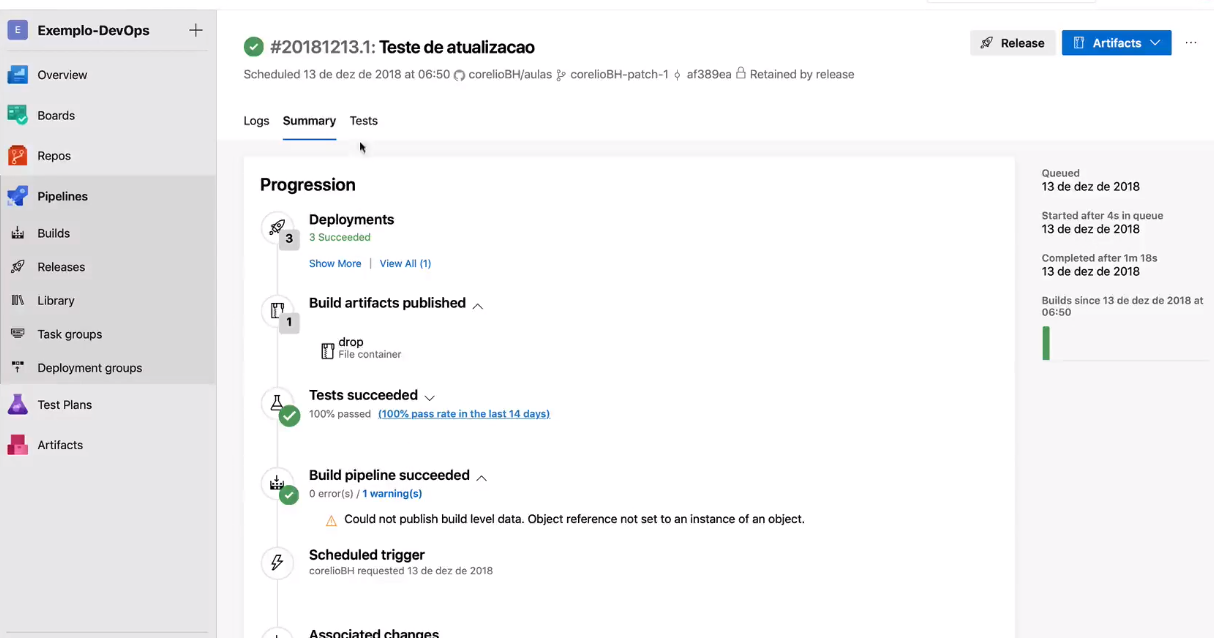 E Exemplo-DevOps
Overview
Boards
Repos
Pipelines
Builds
Releases
Library
Task groups
Deployment groups
Test Plans
Artifacts
#20181213.1: Teste de atualizacao
Scheduled 13 de dez de 2018 at 06:50 corelioBH/aulas corelioBH-patch-1 af389ea Retained by release
Release
Artifacts
Logs Summary Tests
Progression
Deployments
3
3 Succeeded
Show More | View All (1)
Build artifacts published
1
drop
File container
Tests succeeded
100% passed (100% pass rate in the last 14 days)
Build pipeline succeeded
0 error(s) / 1 warning(s)
Could not publish build level data. Object reference not set to an instance of an object.
Scheduled trigger
corelioBH requested 13 de dez de 2018
Associated changes
Queued
13 de dez de 2018
Started after 4s in queue
13 de dez de 2018
Completed after 1m 18s
13 de dez de 2018
Builds since 13 de dez de 2018 at
06:50